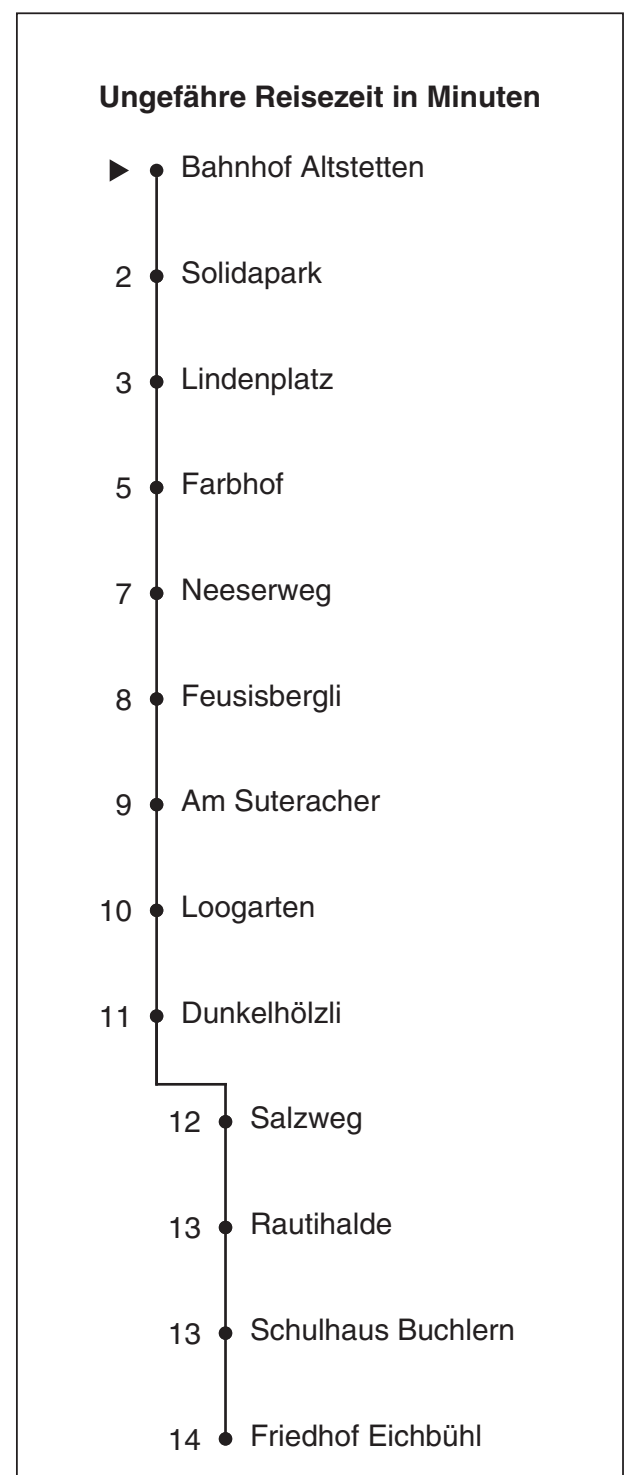 Ungefähre Reisezeit in Minuten
Bahnhof Altstetten
2 Solidapark
3 Lindenplatz
5 Farbhof
7 Neeserweg
8 Feusisbergli
9 Am Suteracher
10 Loogarten
11 Dunkelhölzli
12 Salzweg
13 Rautihalde
13 Schulhaus Buchlern
14 Friedhof Eichbühl